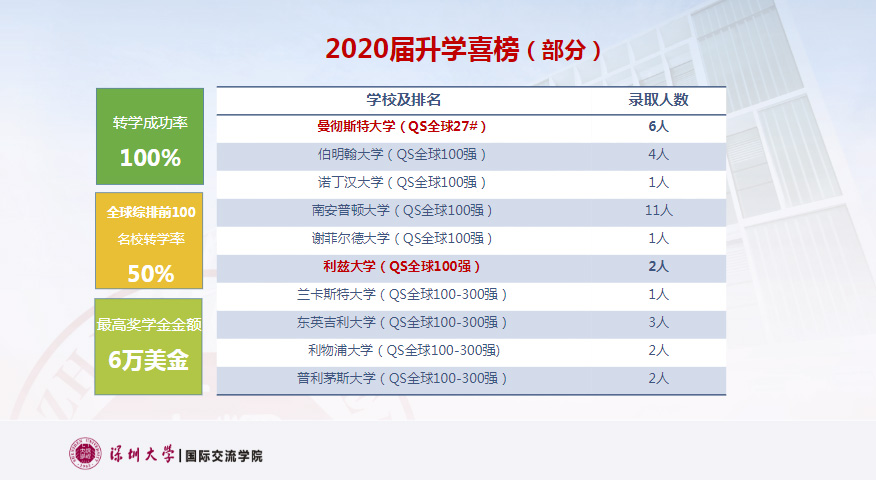 2020届升学喜榜（部分）
转学成功率
100%
全球综排前100
名校转学率
50%
最高奖学金金额
6万美金
学校及排名 录取人数
曼彻斯特大学（QS全球27#） 6人
伯明翰大学（QS全球100强） 4人
诺丁汉大学（QS全球100强） 1人
南安普顿大学（QS全球100强） 11人
谢菲尔德大学（QS全球100强） 1人
利兹大学（QS全球100强） 2人
兰卡斯特大学（QS全球100-300强） 1人
东英吉利大学（QS全球100-300强） 3人
利物浦大学（QS全球100-300强) 2人
普利茅斯大学（QS全球100-300强） 2人
深圳大学|国际交流学院